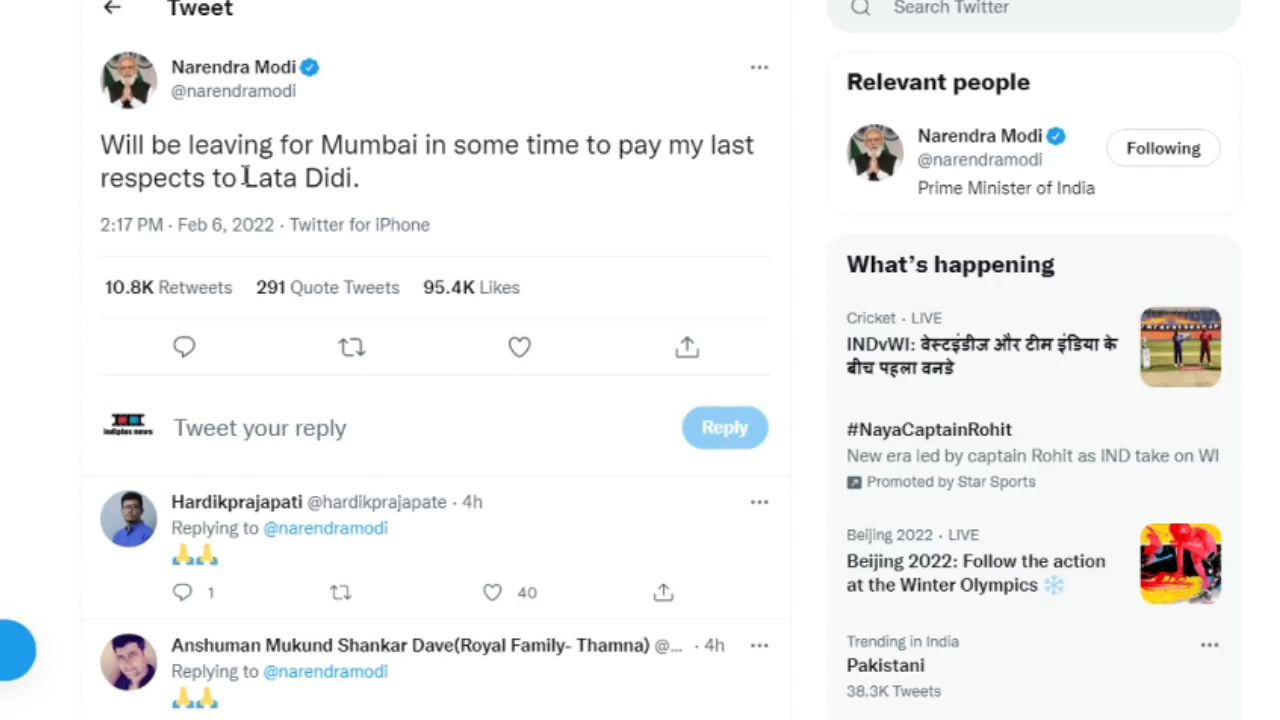 Tweet
Search Twitter
Narendra Modi
@narendramodi
Will be leaving for Mumbai in some time to pay my last
respects to Lata Didi.
2:17 PM · Feb 6, 2022 · Twitter for iPhone
10.8K Retweets 291 Quote Tweets 95.4K Likes
Tweet your reply
Reply
Hardikprajapati @hardikprajapate · 4h
Replying to @narendramodi
🙏🙏
1 40
Anshuman Mukund Shankar Dave(Royal Family- Thamna) @... · 4h
Replying to @narendramodi
🙏🙏
Relevant people
Narendra Modi
@narendramodi
Following
Prime Minister of India
What's happening
Cricket · LIVE
INDvWI: वेस्टइंडीज और टीम इंडिया के
बीच पहला वनडे
#NayaCaptainRohit
New era led by captain Rohit as IND take on WI
Promoted by Star Sports
Beijing 2022 · LIVE
Beijing 2022: Follow the action
at the Winter Olympics ❄️
Trending in India
Pakistani
38.3K Tweets